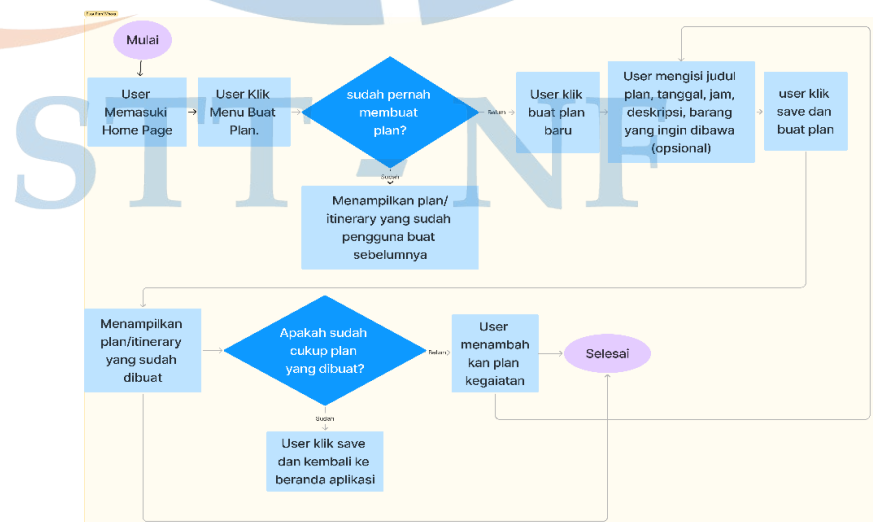 Mulai
User
Memasuki
Home Page
User Klik
Menu Buat
Plan.
sudah pernah
membuat
plan?
Belum
User klik
buat plan
baru
User mengisi judul
plan, tanggal, jam,
deskripsi, barang
yang ingin dibawa
(opsional)
user klik
save dan
buat plan
Sudah
Menampilkan plan/
itinerary yang sudah
pengguna buat
sebelumnya
STT - NF
Menampilkan
plan/itinerary
yang sudah
dibuat
Apakah sudah
cukup plan
yang dibuat?
Belum
User
menambah
kan plan
kegaiatan
Selesai
Sudah
User klik save
dan kembali ke
beranda aplikasi